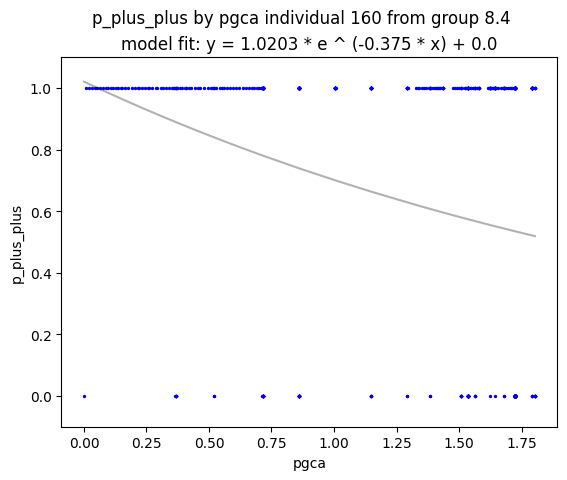 p_plus_plus by pgca individual 160 from group 8.4
model fit: y = 1.0203 * e ^ (-0.375 * x) + 0.0
1.0
0.8
0.6
0.4
0.2
0.0
p_plus_plus
0.00 0.25 0.50 0.75 1.00 1.25 1.50 1.75
pgca